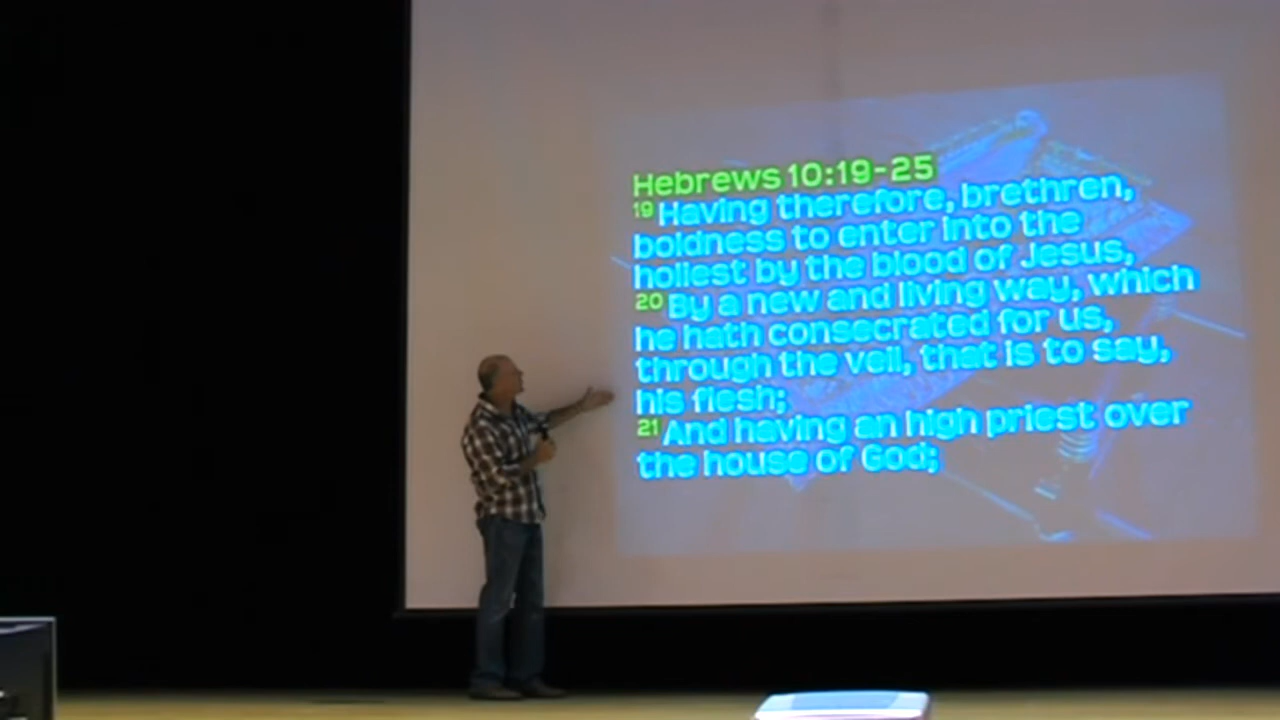 Hebrews 10:19-25
19 Having therefore, brethren,
boldness to enter into the
holiest by the blood of Jesus,
20 By a new and living way, which
he hath consecrated for us,
through the veil, that is to say,
his flesh;
21 And having an high priest over
the house of God;